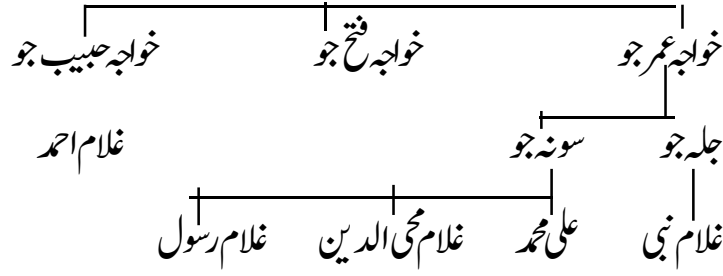 خواجہ عمر جو خواجہ فتح جو خواجہ حبیب جو
جلہ جو سونہ جو غلام احمد
غلام نبی علی محمد غلام محی الدین غلام رسول